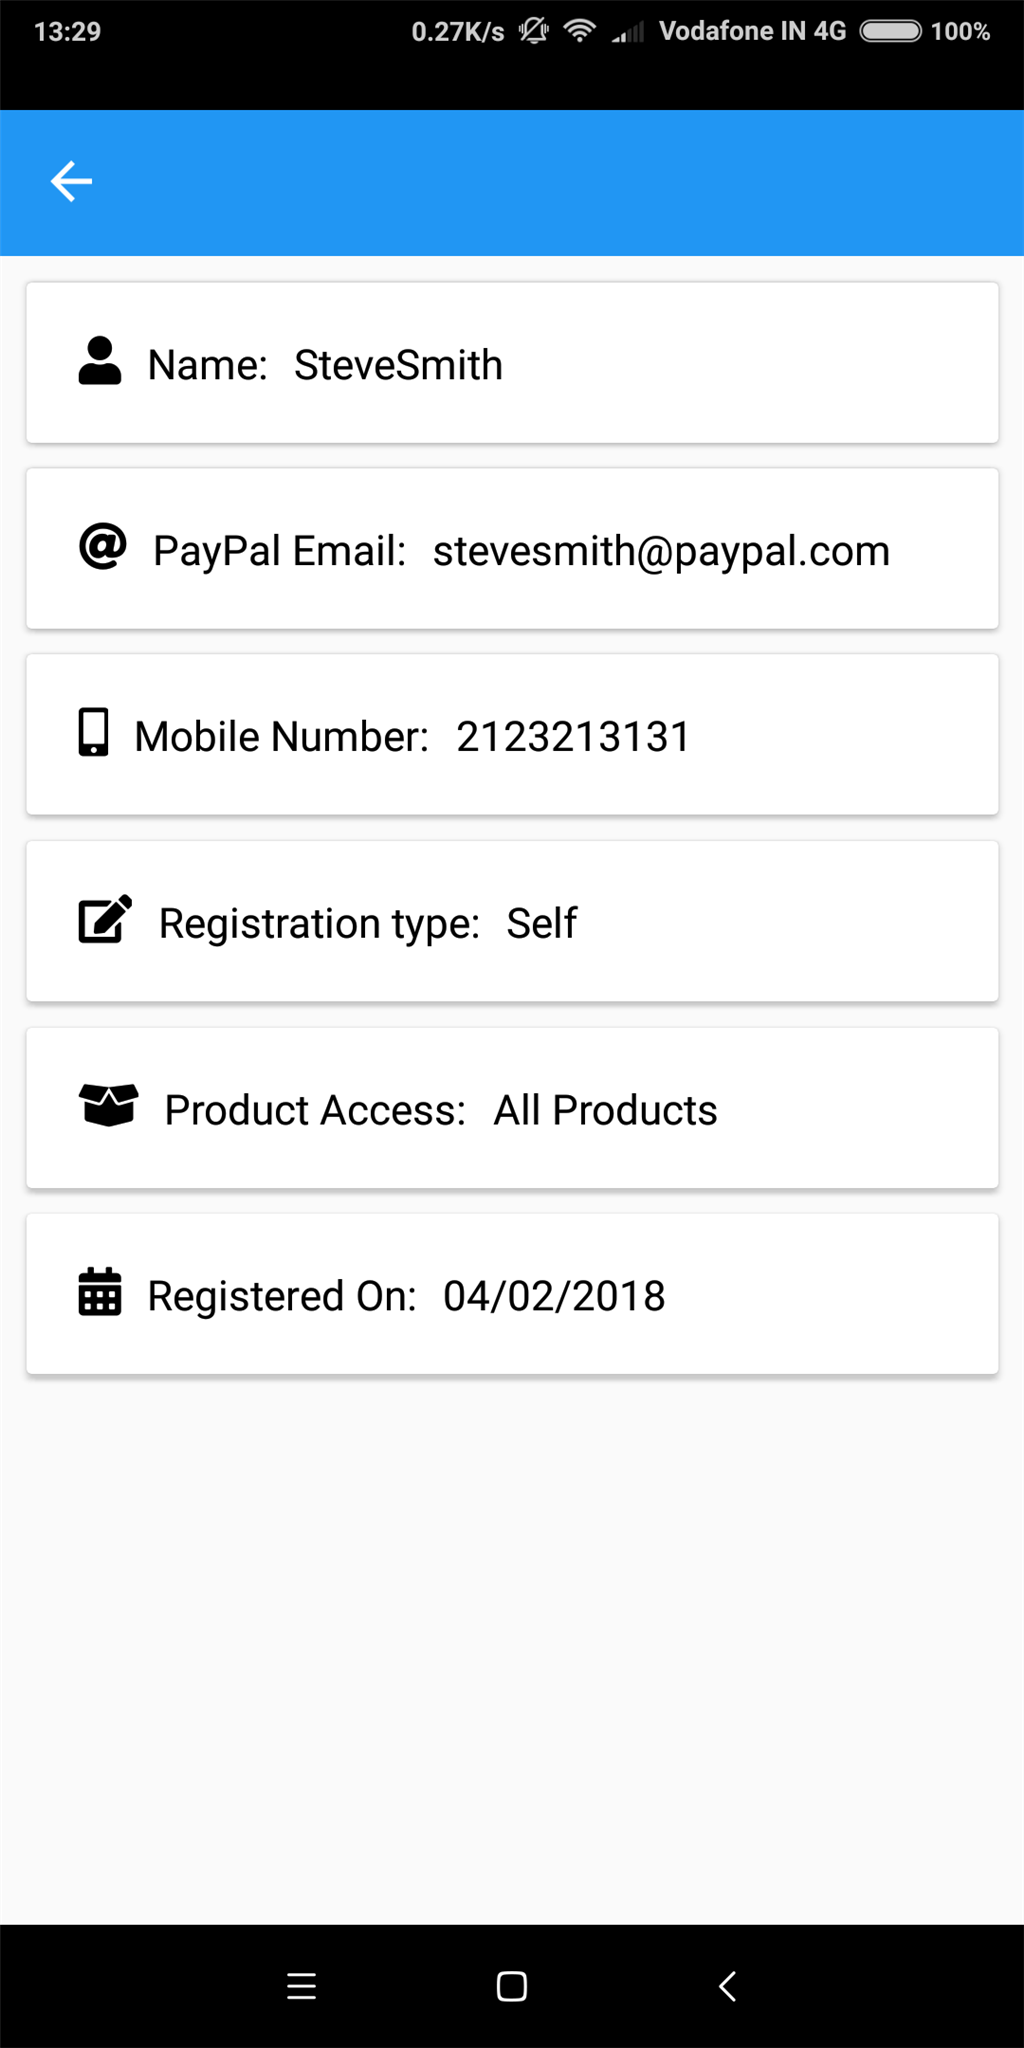 13:29 0.27K/s Vodafone IN 4G 100%
Name: SteveSmith
PayPal Email: stevesmith@paypal.com
Mobile Number: 2123213131
Registration type: Self
Product Access: All Products
Registered On: 04/02/2018